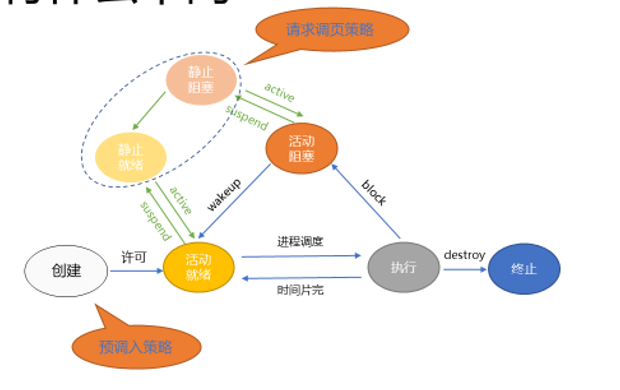 请求调页策略
静止
阻塞
active
suspend
活动
阻塞
静止
就绪
active
suspend
wakeup
block
创建
许可
活动
就绪
进程调度
时间片完
执行
destroy
终止
预调入策略